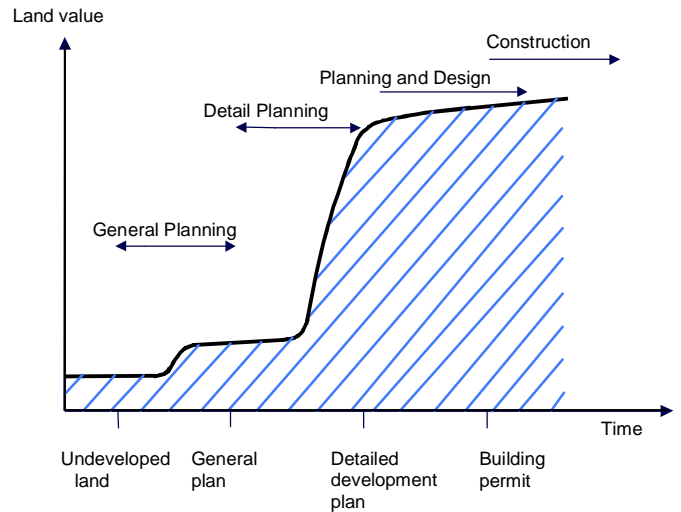 Land value
Construction
Planning and Design
Detail Planning
General Planning
Time
Undeveloped
land
General
plan
Detailed
development
plan
Building
permit